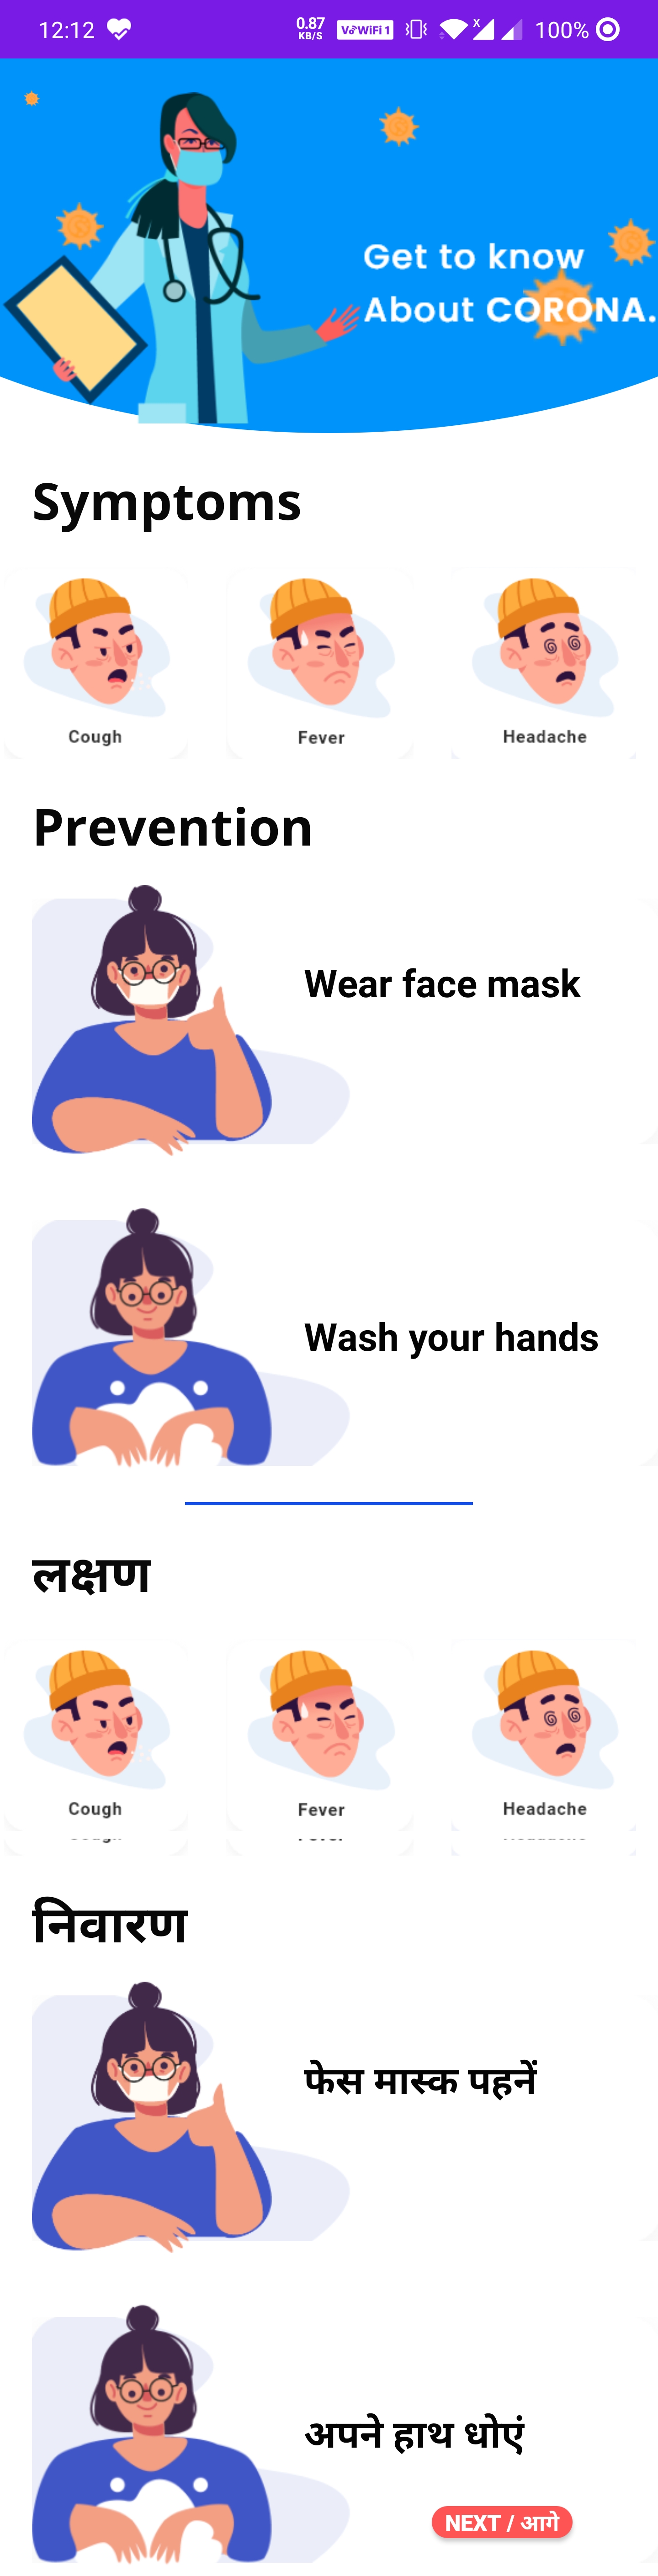 12:12 0.87 KB/S Vo WiFi 1 x 100%
Get to know
About CORONA.
Symptoms
Cough Fever Headache
Prevention
Wear face mask
Wash your hands
लक्षण
Cough Fever Headache
निवारण
फेस मास्क पहनें
अपने हाथ धोएं
NEXT / आगे